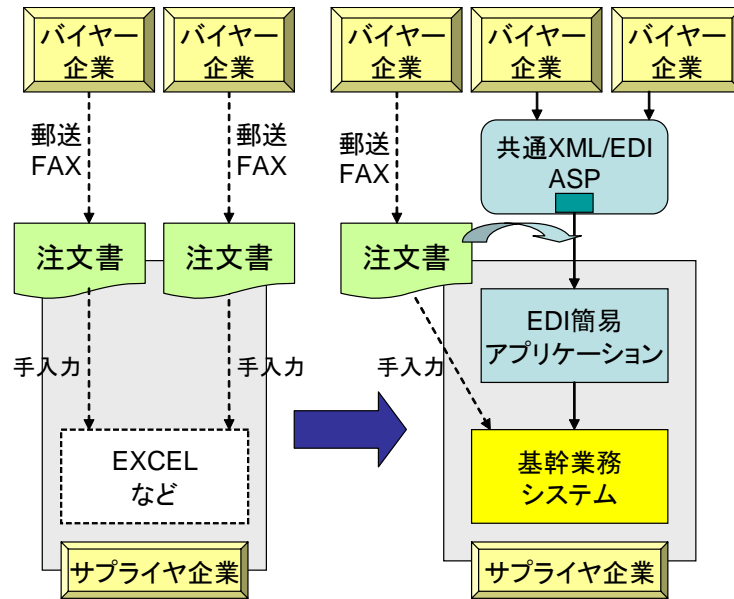 バイヤー
企業
バイヤー
企業
郵送
FAX
郵送
FAX
注文書
注文書
手入力
手入力
EXCEL
など
サプライヤ企業
バイヤー
企業
バイヤー
企業
バイヤー
企業
郵送
FAX
共通XML/EDI
ASP
注文書
EDI簡易
アプリケーション
手入力
基幹業務
システム
サプライヤ企業